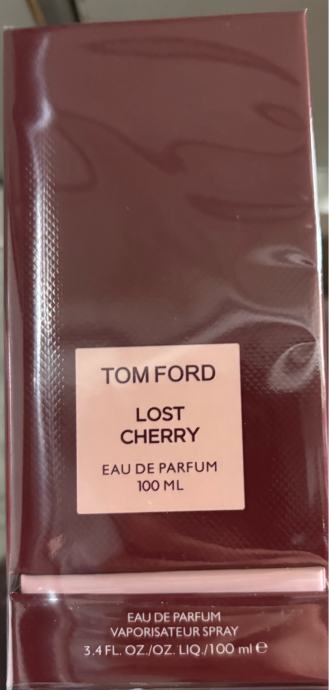 TOM FORD
LOST
CHERRY
EAU DE PARFUM
100 ML
EAU DE PARFUM
VAPORISATEUR SPRAY
3.4 FL. OZ./OZ. LIQ./100 ml ℮